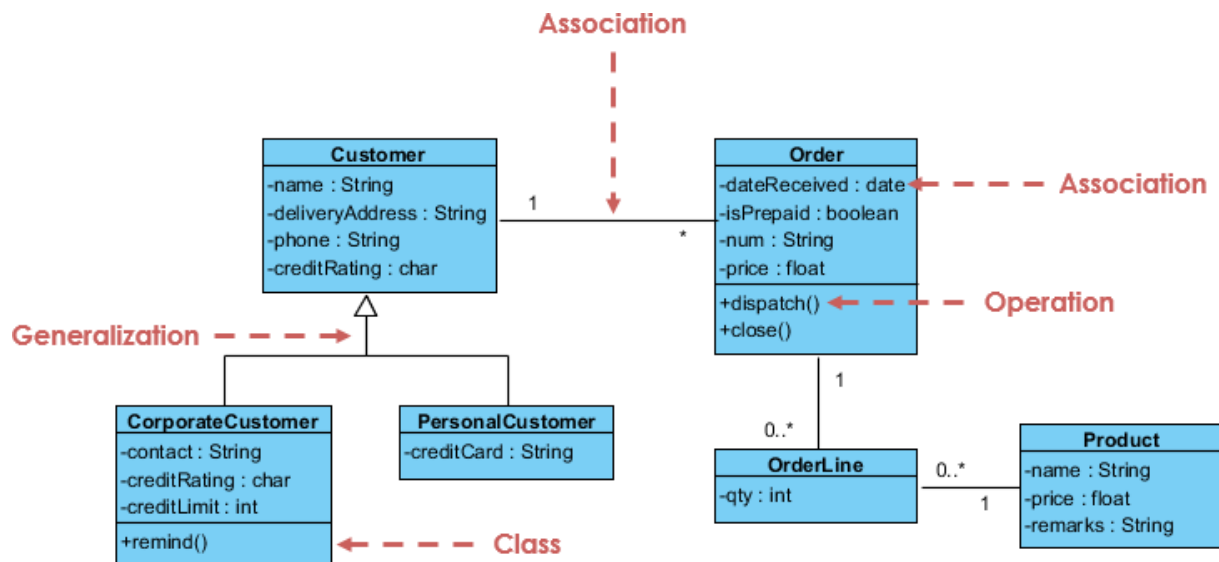 Association
Customer
-name : String
-deliveryAddress : String
-phone : String
-creditRating : char
1
*
Order
-dateReceived : date
-isPrepaid : boolean
-num : String
-price : float
+dispatch()
+close()
Association
Operation
Generalization
1
0..*
CorporateCustomer
-contact : String
-creditRating : char
-creditLimit : int
+remind()
PersonalCustomer
-creditCard : String
OrderLine
-qty : int
0..*
1
Product
-name : String
-price : float
-remarks : String
Class